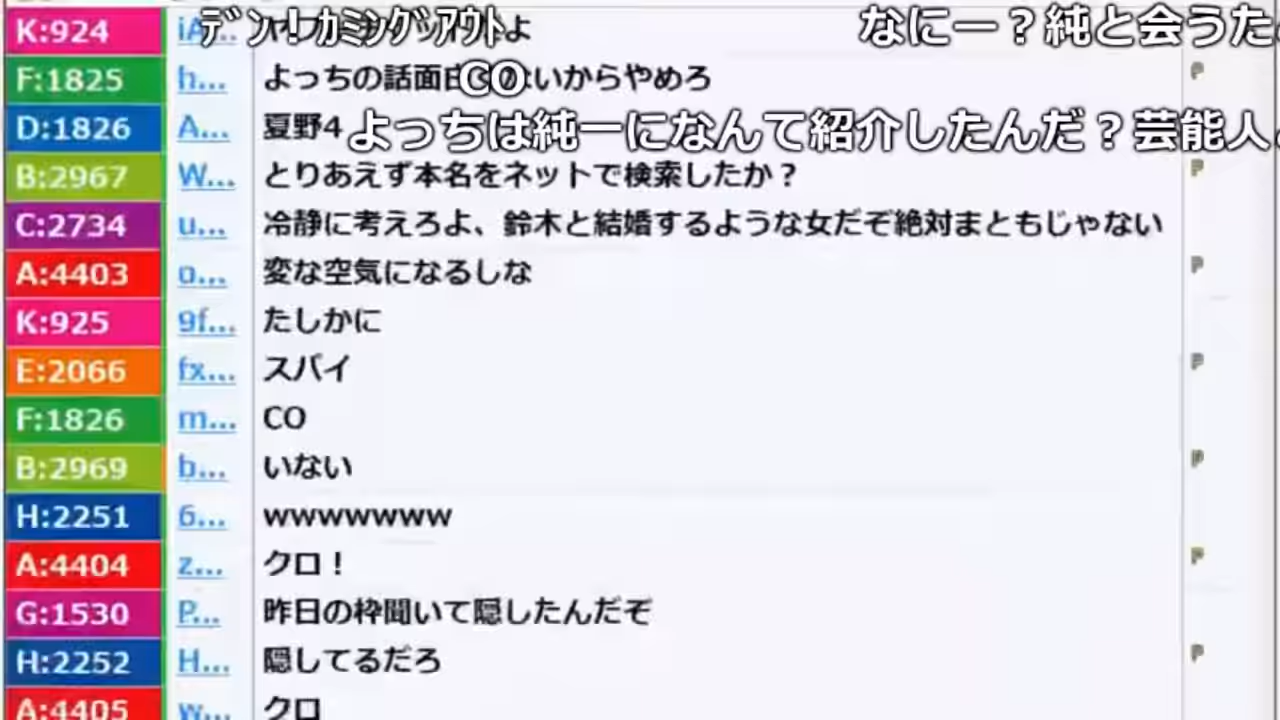 K:924 iA... よ
ﾃﾞﾝ!ｶﾐﾝｸﾞｯｱｳﾄ
なにー？純と会うた
F:1825 h... よっちの話面白くないからやめろ P
CO
D:1826 A... 夏野4
よっちは純一になんて紹介したんだ？芸能人
B:2967 W... とりあえず本名をネットで検索したか？ P
C:2734 u... 冷静に考えろよ、鈴木と結婚するような女だぞ絶対まともじゃない
A:4403 o... 変な空気になるしな P
K:925 9f... たしかに
E:2066 fx... スパイ P
F:1826 m... CO
B:2969 b... いない P
H:2251 6... wwwwwwww
A:4404 z... クロ！ P
G:1530 P... 昨日の枠聞いて隠したんだぞ
H:2252 H... 隠してるだろ P
A:4405 w... クロ